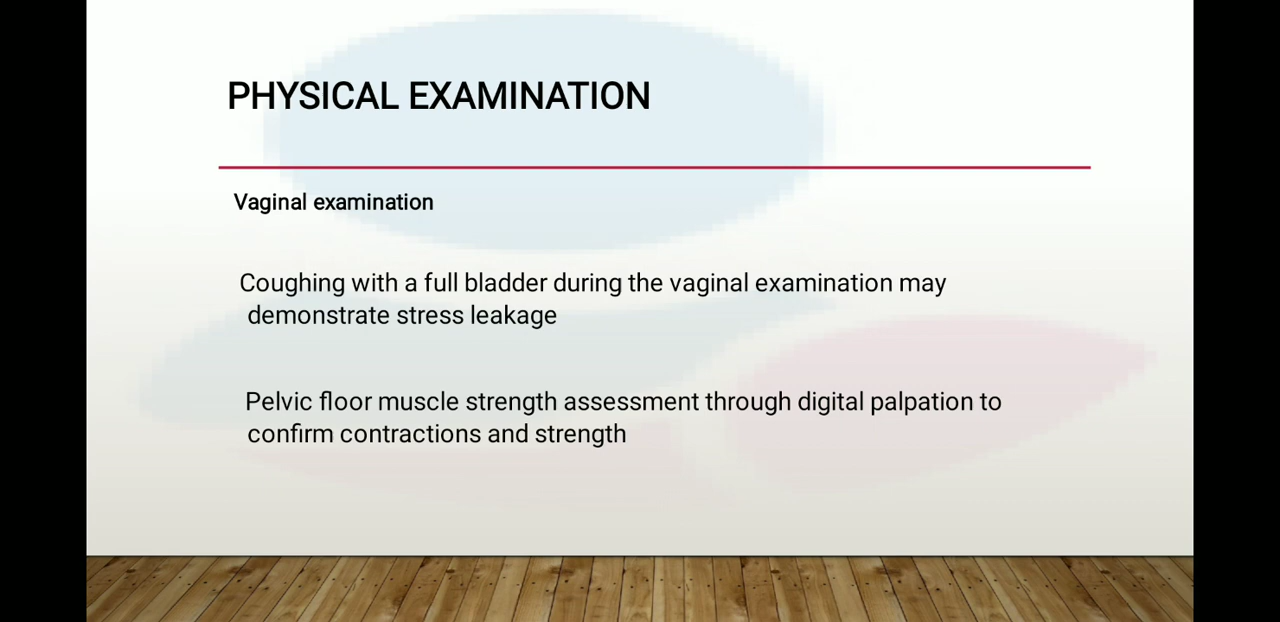 PHYSICAL EXAMINATION
Vaginal examination
Coughing with a full bladder during the vaginal examination may
demonstrate stress leakage
Pelvic floor muscle strength assessment through digital palpation to
confirm contractions and strength